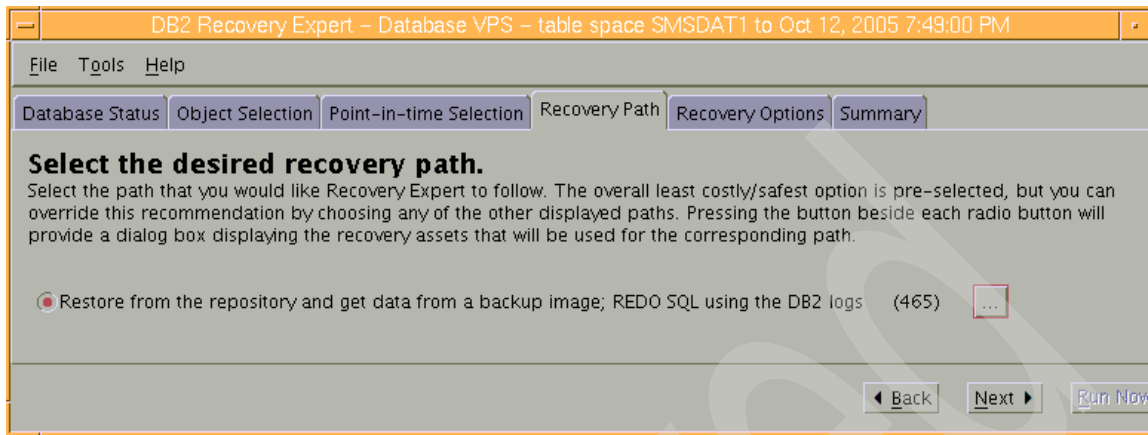 DB2 Recovery Expert – Database VPS – table space SMSDAT1 to Oct 12, 2005 7:49:00 PM
File Tools Help
Database Status Object Selection Point-in-time Selection Recovery Path Recovery Options Summary
Select the desired recovery path.
Select the path that you would like Recovery Expert to follow. The overall least costly/safest option is pre-selected, but you can
override this recommendation by choosing any of the other displayed paths. Pressing the button beside each radio button will
provide a dialog box displaying the recovery assets that will be used for the corresponding path.
Restore from the repository and get data from a backup image; REDO SQL using the DB2 logs (465) ...
Back Next Run Now